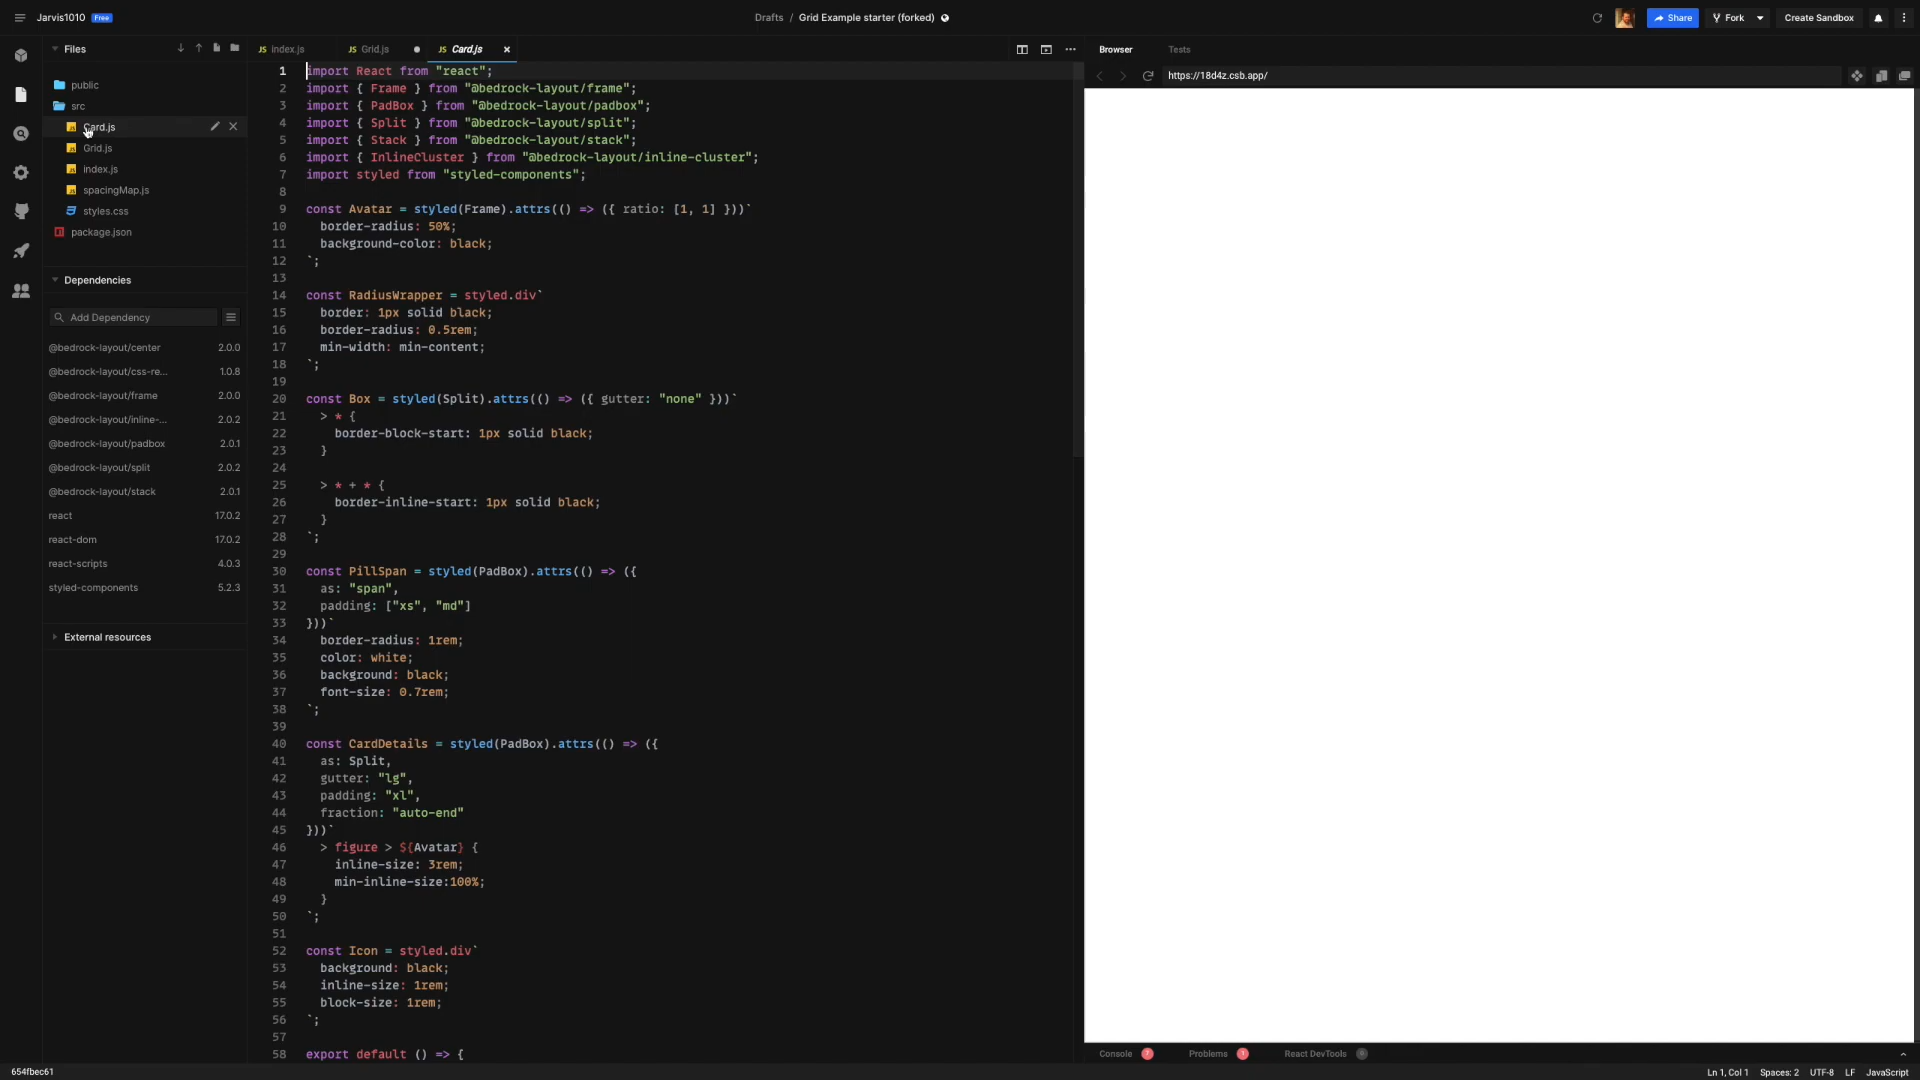 Jarvis1010 Free
Drafts / Grid Example starter (forked)
Share
Fork
Create Sandbox
Files
public
src
Card.js
Grid.js
index.js
spacingMap.js
styles.css
package.json
Dependencies
Add Dependency
@bedrock-layout/center 2.0.0
@bedrock-layout/css-re... 1.0.8
@bedrock-layout/frame 2.0.0
@bedrock-layout/inline-... 2.0.2
@bedrock-layout/padbox 2.0.1
@bedrock-layout/split 2.0.2
@bedrock-layout/stack 2.0.1
react 17.0.2
react-dom 17.0.2
react-scripts 4.0.3
styled-components 5.2.3
External resources
JS index.js
JS Grid.js
JS Card.js
1 import React from "react";
2 import { Frame } from "@bedrock-layout/frame";
3 import { PadBox } from "@bedrock-layout/padbox";
4 import { Split } from "@bedrock-layout/split";
5 import { Stack } from "@bedrock-layout/stack";
6 import { InlineCluster } from "@bedrock-layout/inline-cluster";
7 import styled from "styled-components";
8
9 const Avatar = styled(Frame).attrs(() => ({ ratio: [1, 1] }))`
10 border-radius: 50%;
11 background-color: black;
12 `;
13
14 const RadiusWrapper = styled.div`
15 border: 1px solid black;
16 border-radius: 0.5rem;
17 min-width: min-content;
18 `;
19
20 const Box = styled(Split).attrs(() => ({ gutter: "none" }))`
21 > * {
22 border-block-start: 1px solid black;
23 }
24
25 > * + * {
26 border-inline-start: 1px solid black;
27 }
28 `;
29
30 const PillSpan = styled(PadBox).attrs(() => ({
31 as: "span",
32 padding: ["xs", "md"]
33 }))`
34 border-radius: 1rem;
35 color: white;
36 background: black;
37 font-size: 0.7rem;
38 `;
39
40 const CardDetails = styled(PadBox).attrs(() => ({
41 as: Split,
42 gutter: "lg",
43 padding: "xl",
44 fraction: "auto-end"
45 }))`
46 > figure > ${Avatar} {
47 inline-size: 3rem;
48 min-inline-size:100%;
49 }
50 `;
51
52 const Icon = styled.div`
53 background: black;
54 inline-size: 1rem;
55 block-size: 1rem;
56 `;
57
58 export default () => {
Browser
Tests
https://18d4z.csb.app/
Console
Problems
React DevTools
654fbec61
Ln 1, Col 1 Spaces: 2 UTF-8 LF JavaScript